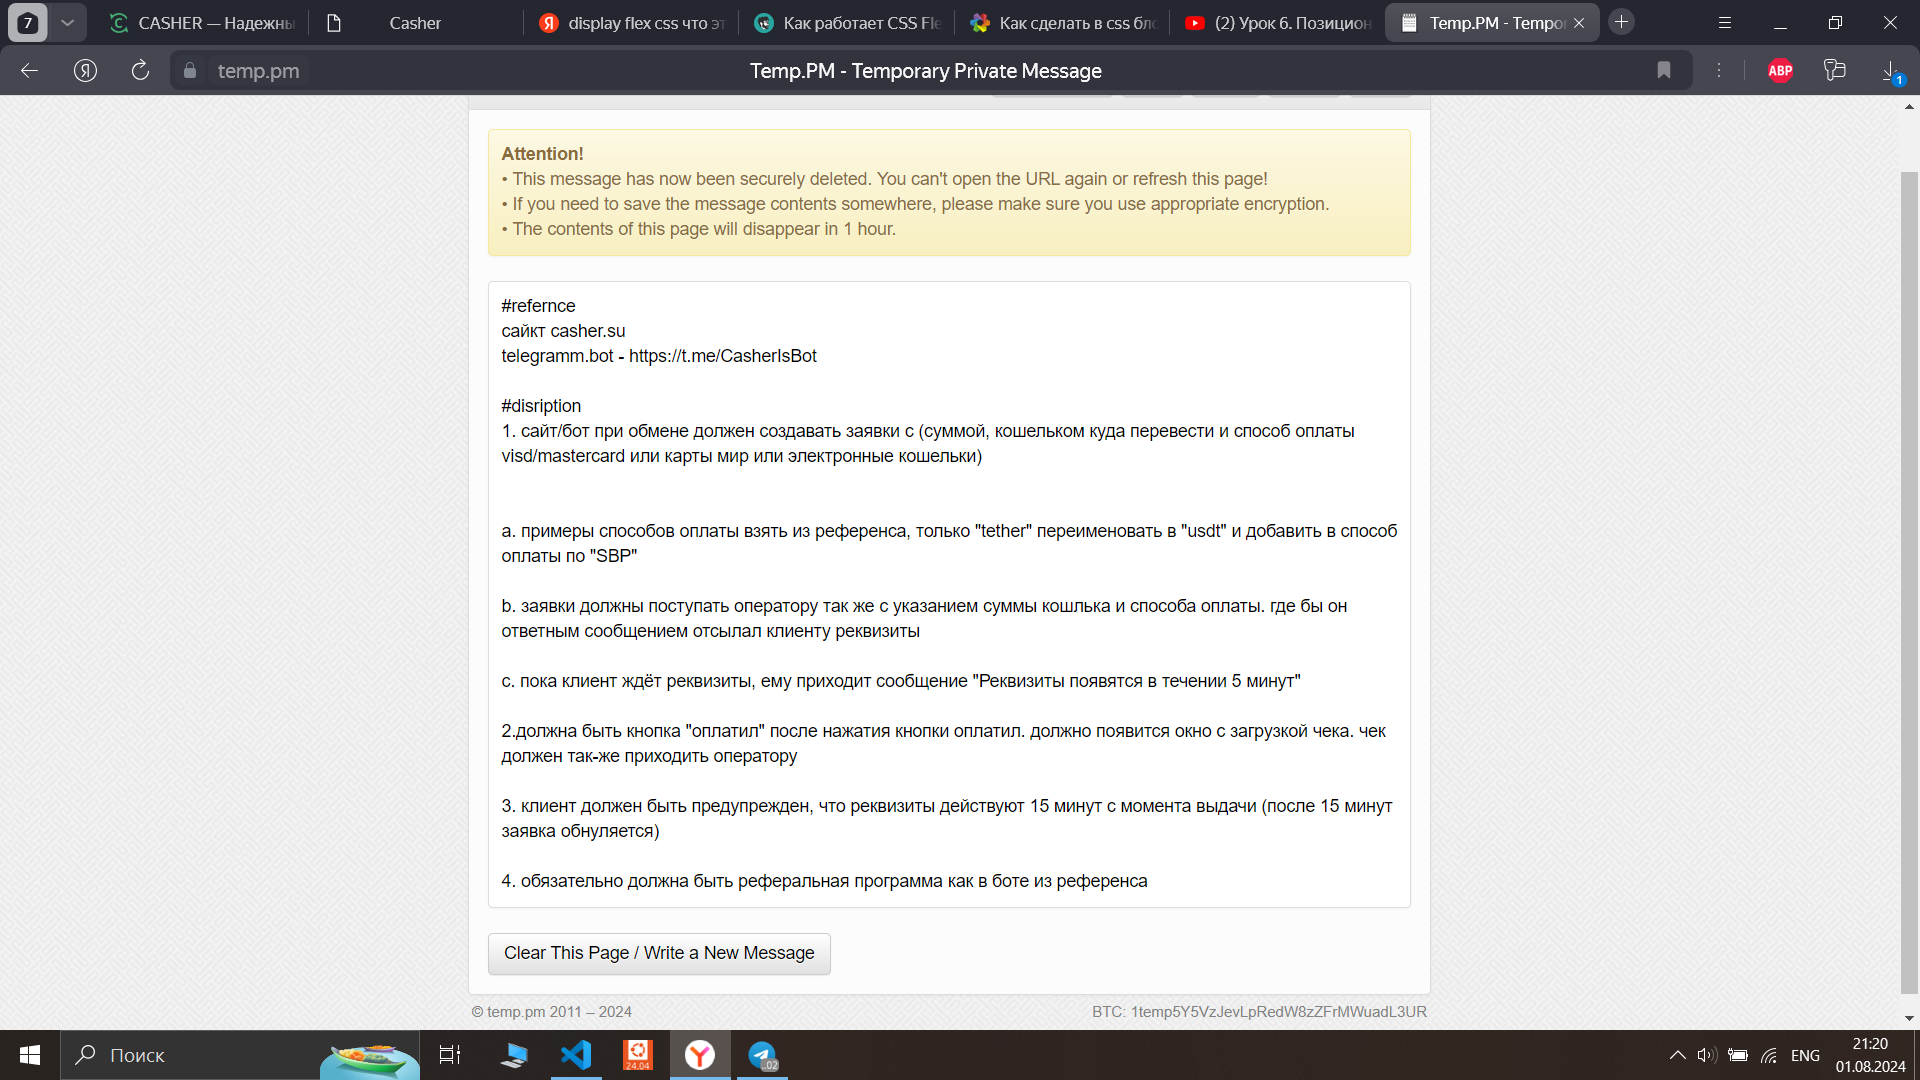 7
CASHER — Надежны
Casher
display flex css что эт
Как работает CSS Fle
Как сделать в css бло
(2) Урок 6. Позицион
Temp.PM - Tempo
temp.pm
Temp.PM - Temporary Private Message
ABP
1
Attention!
• This message has now been securely deleted. You can't open the URL again or refresh this page!
• If you need to save the message contents somewhere, please make sure you use appropriate encryption.
• The contents of this page will disappear in 1 hour.
#refernce
сайкт casher.su
telegramm.bot - https://t.me/CasherIsBot
#disription
1. сайт/бот при обмене должен создавать заявки с (суммой, кошельком куда перевести и способ оплаты
visd/mastercard или карты мир или электронные кошельки)
a. примеры способов оплаты взять из референса, только "tether" переименовать в "usdt" и добавить в способ
оплаты по "SBP"
b. заявки должны поступать оператору так же с указанием суммы кошлька и способа оплаты. где бы он
ответным сообщением отсылал клиенту реквизиты
c. пока клиент ждёт реквизиты, ему приходит сообщение "Реквизиты появятся в течении 5 минут"
2.должна быть кнопка "оплатил" после нажатия кнопки оплатил. должно появится окно с загрузкой чека. чек
должен так-же приходить оператору
3. клиент должен быть предупрежден, что реквизиты действуют 15 минут с момента выдачи (после 15 минут
заявка обнуляется)
4. обязательно должна быть реферальная программа как в боте из референса
Clear This Page / Write a New Message
© temp.pm 2011 – 2024
BTC: 1temp5Y5VzJevLpRedW8zZFrMWuadL3UR
Поиск
24.04
..02
ENG
21:20
01.08.2024